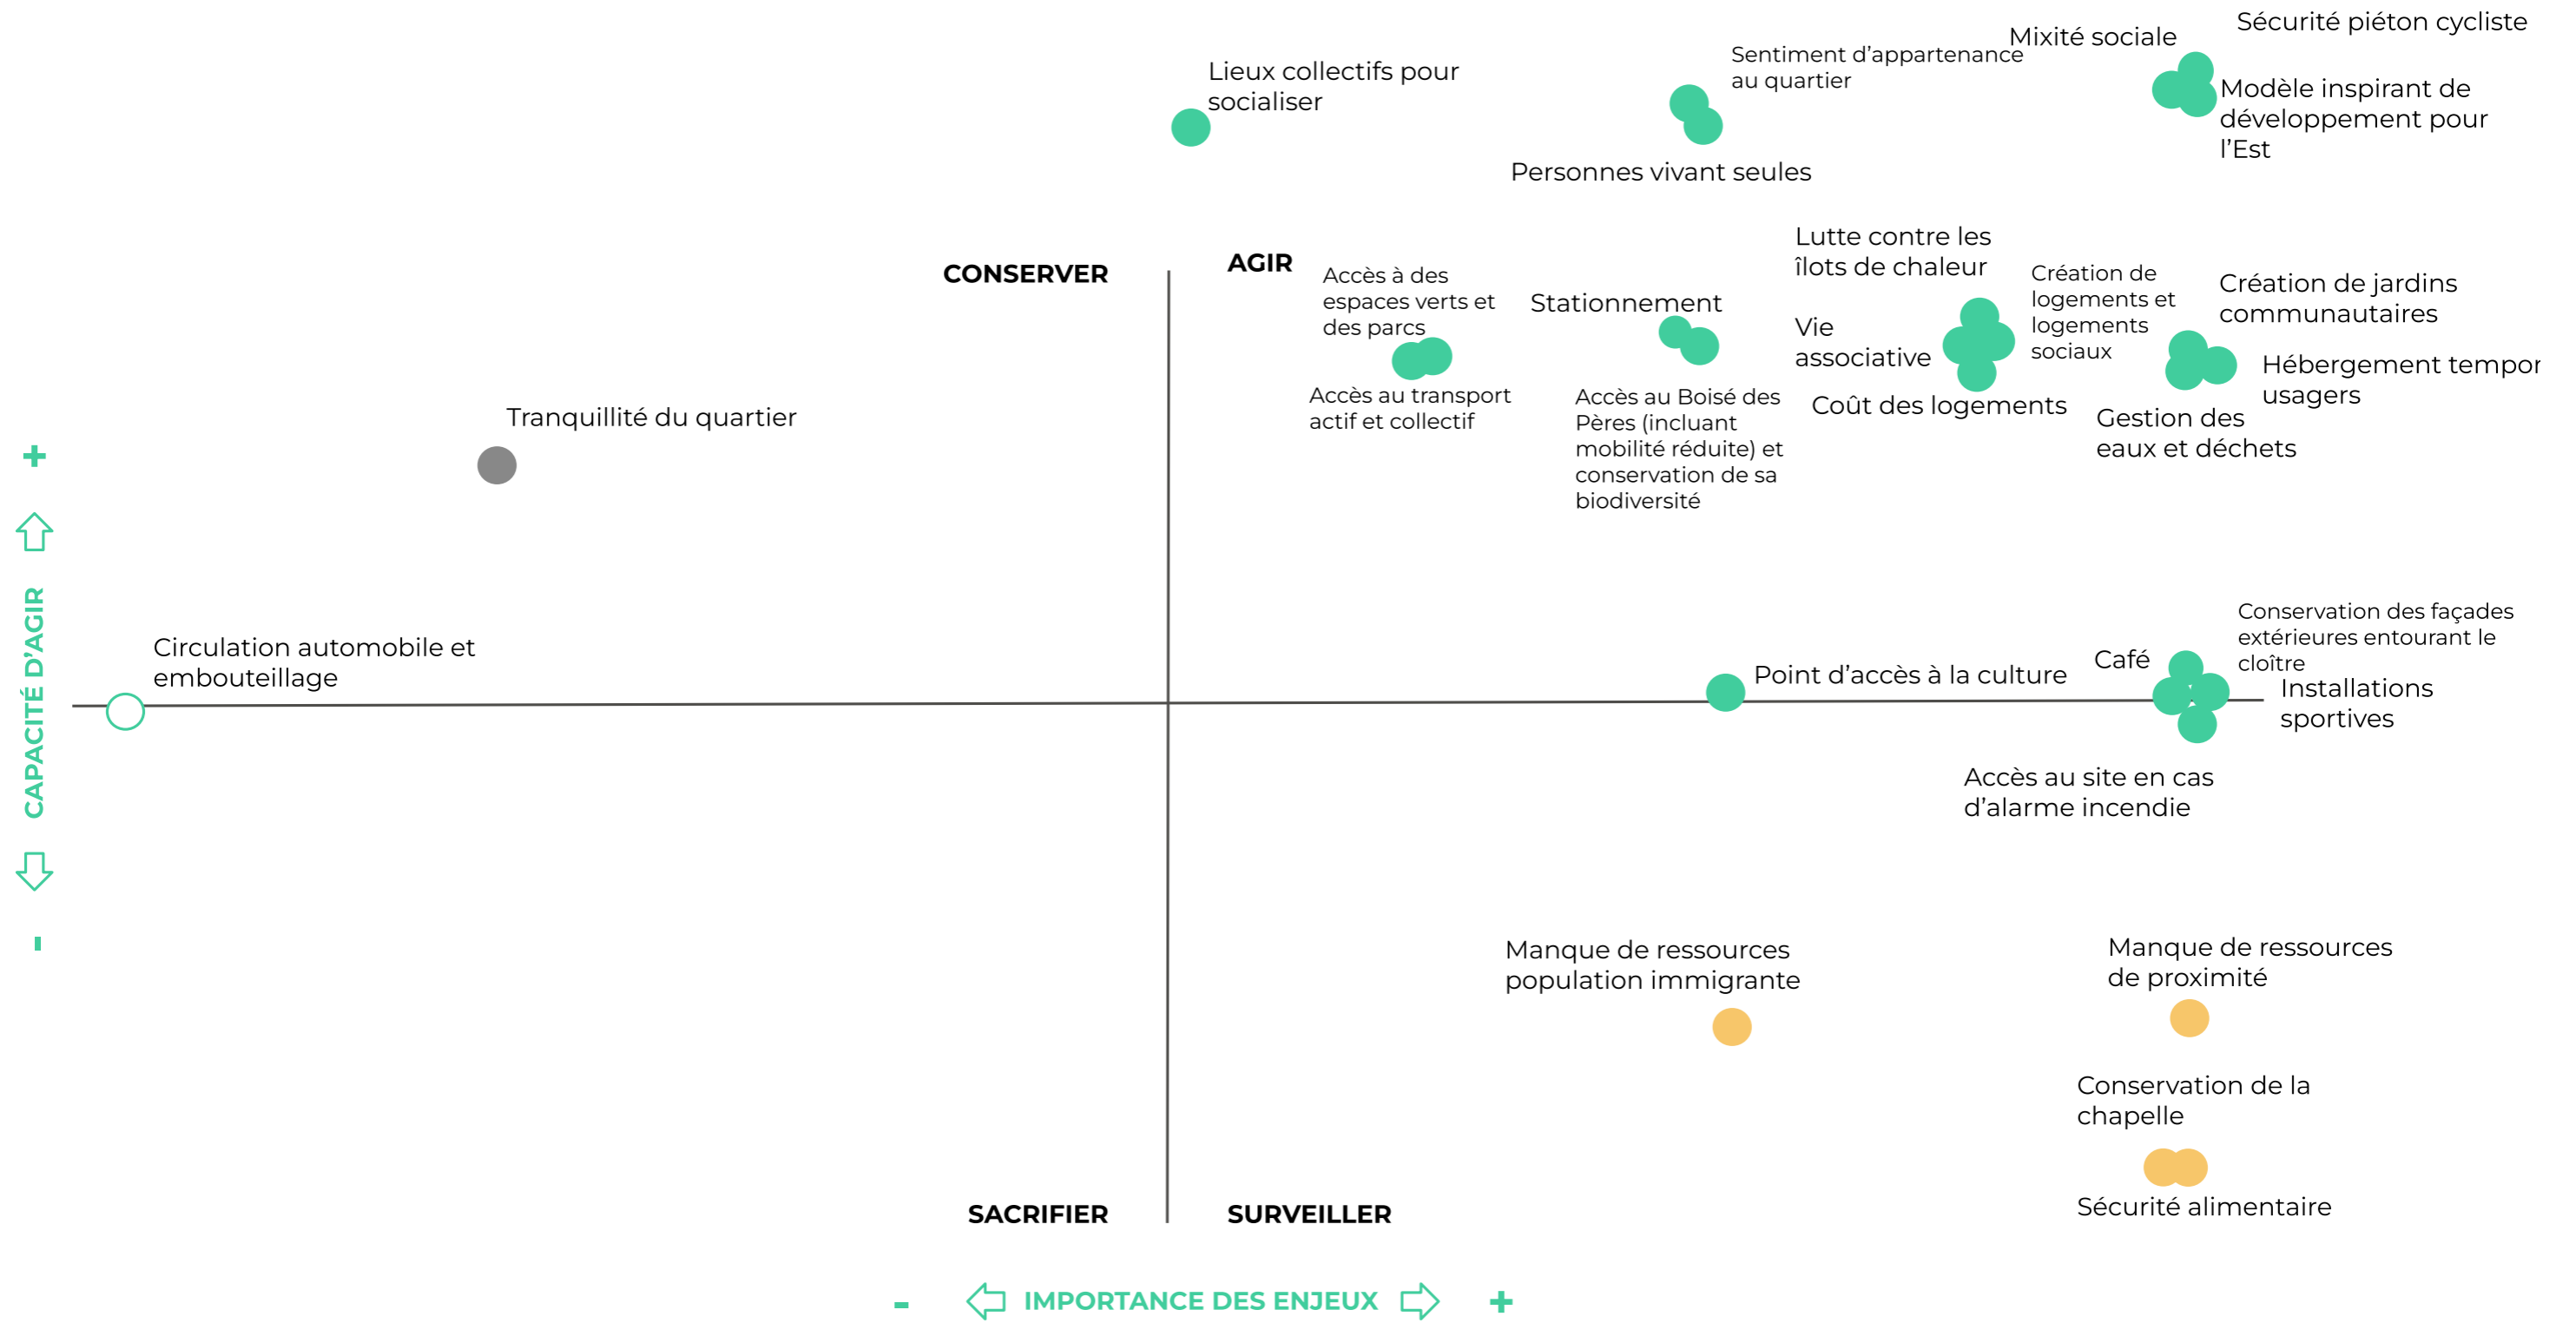 Sécurité piéton cycliste
Mixité sociale
Sentiment d’appartenance
au quartier
Lieux collectifs pour
socialiser
Modèle inspirant de
développement pour
l’Est
Personnes vivant seules
CONSERVER
AGIR
Accès à des
espaces verts et
des parcs
Stationnement
Lutte contre les
îlots de chaleur
Vie
associative
Création de
logements et
logements
sociaux
Création de jardins
communautaires
Hébergement tempor
usagers
Accès au transport
actif et collectif
Accès au Boisé des
Pères (incluant
mobilité réduite) et
conservation de sa
biodiversité
Coût des logements
Gestion des
eaux et déchets
Tranquillité du quartier
+
CAPACITÉ D’AGIR
-
Circulation automobile et
embouteillage
Point d’accès à la culture
Café
Conservation des façades
extérieures entourant le
cloître
Installations
sportives
Accès au site en cas
d’alarme incendie
Manque de ressources
population immigrante
Manque de ressources
de proximité
Conservation de la
chapelle
Sécurité alimentaire
SACRIFIER
SURVEILLER
- IMPORTANCE DES ENJEUX +